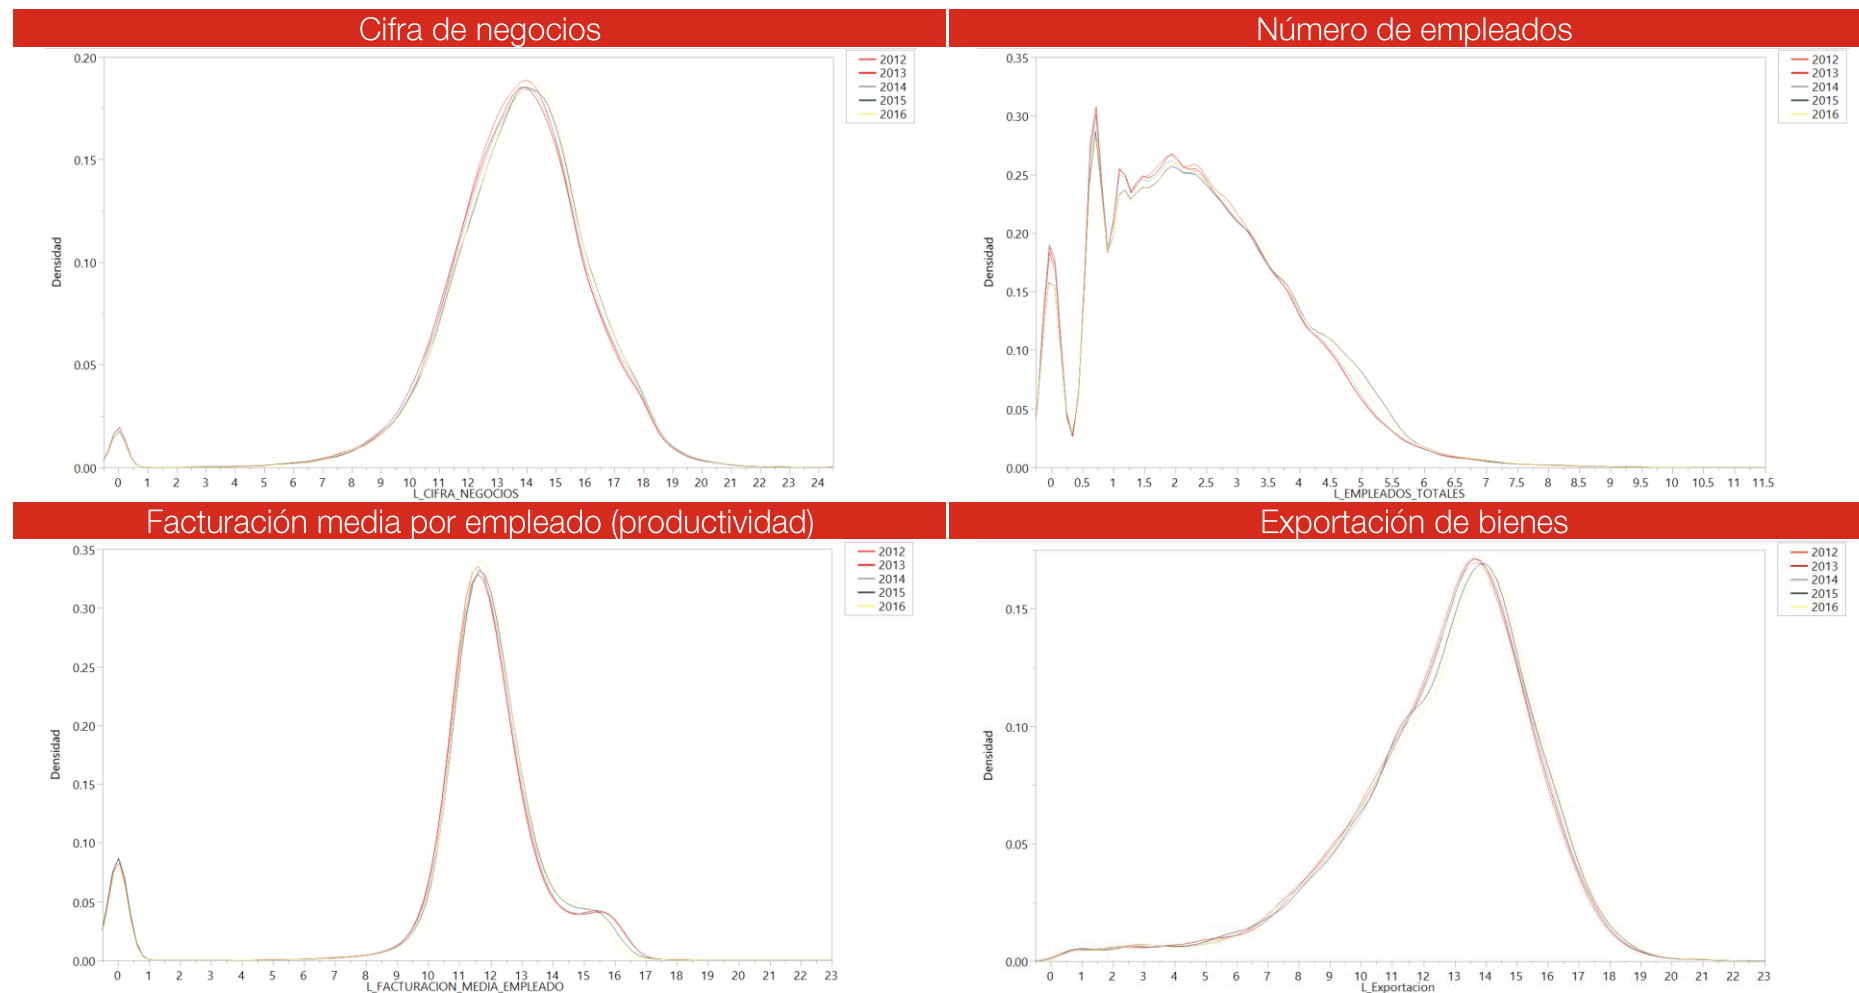 Cifra de negocios
0.20
0.15
0.10
0.05
0.00
Densidad
0 1 2 3 4 5 6 7 8 9 10 11 12 13 14 15 16 17 18 19 20 21 22 23 24
L_CIFRA_NEGOCIOS
2012
2013
2014
2015
2016
Número de empleados
0.35
0.30
0.25
0.20
0.15
0.10
0.05
0.00
Densidad
0 0.5 1 1.5 2 2.5 3 3.5 4 4.5 5 5.5 6 6.5 7 7.5 8 8.5 9 9.5 10 10.5 11 11.5
L_EMPLEADOS_TOTALES
2012
2013
2014
2015
2016
Facturación media por empleado (productividad)
0.35
0.30
0.25
0.20
0.15
0.10
0.05
0.00
Densidad
0 1 2 3 4 5 6 7 8 9 10 11 12 13 14 15 16 17 18 19 20 21 22 23
L_FACTURACION_MEDIA_EMPLEADO
2012
2013
2014
2015
2016
Exportación de bienes
0.15
0.10
0.05
0.00
Densidad
0 1 2 3 4 5 6 7 8 9 10 11 12 13 14 15 16 17 18 19 20 21 22 23
L_Exportacion
2012
2013
2014
2015
2016